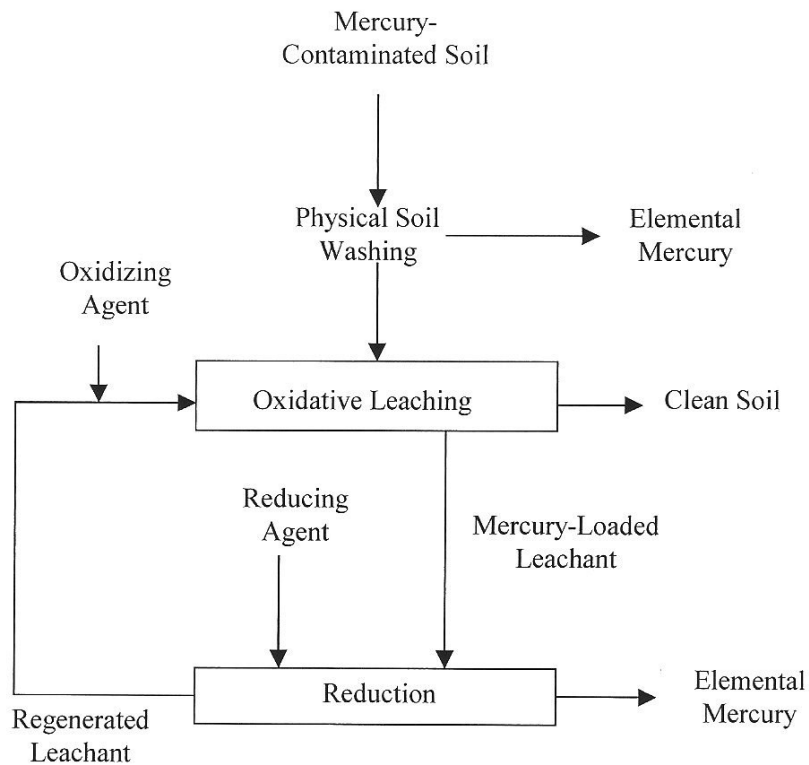 Mercury-
Contaminated Soil
Physical Soil
Washing
Elemental
Mercury
Oxidizing
Agent
Oxidative Leaching
Clean Soil
Reducing
Agent
Mercury-Loaded
Leachant
Reduction
Elemental
Mercury
Regenerated
Leachant